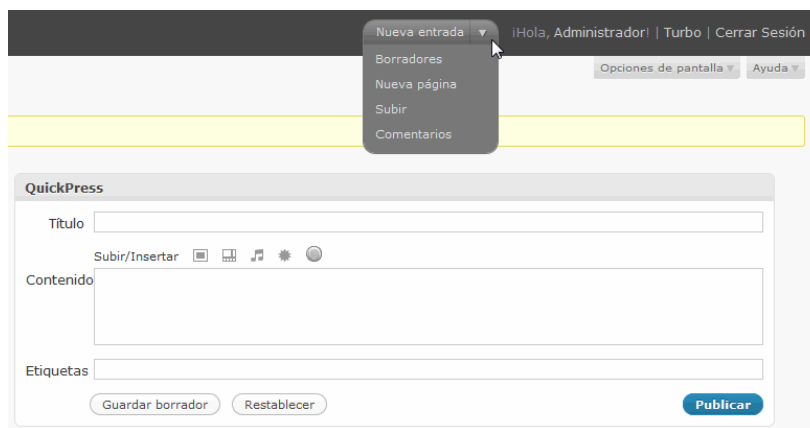 Nueva entrada ¡Hola, Administrador! | Turbo | Cerrar Sesión
Borradores
Nueva página
Subir
Comentarios
Opciones de pantalla Ayuda
QuickPress
Título
Subir/Insertar
Contenido
Etiquetas
Guardar borrador Restablecer Publicar